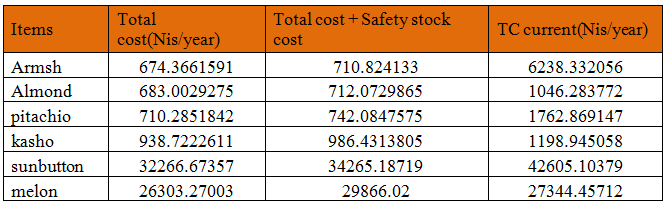 Items Total cost(Nis/year) Total cost + Safety stock cost TC current(Nis/year)
Armsh 674.3661591 710.824133 6238.332056
Almond 683.0029275 712.0729865 1046.283772
pitachio 710.2851842 742.0847575 1762.869147
kasho 938.7222611 986.4313805 1198.945058
sunbutton 32266.67357 34265.18719 42605.10379
melon 26303.27003 29866.02 27344.45712